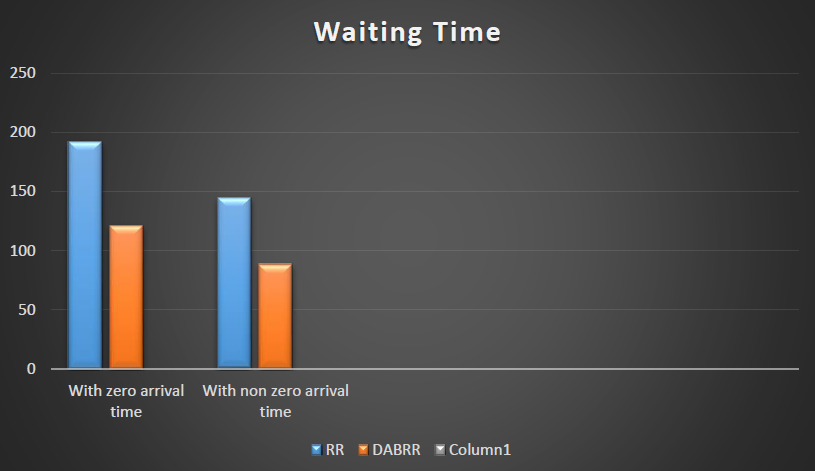 Waiting Time
250
200
150
100
50
0
With zero arrival time
With non zero arrival time
RR DABRR Column1